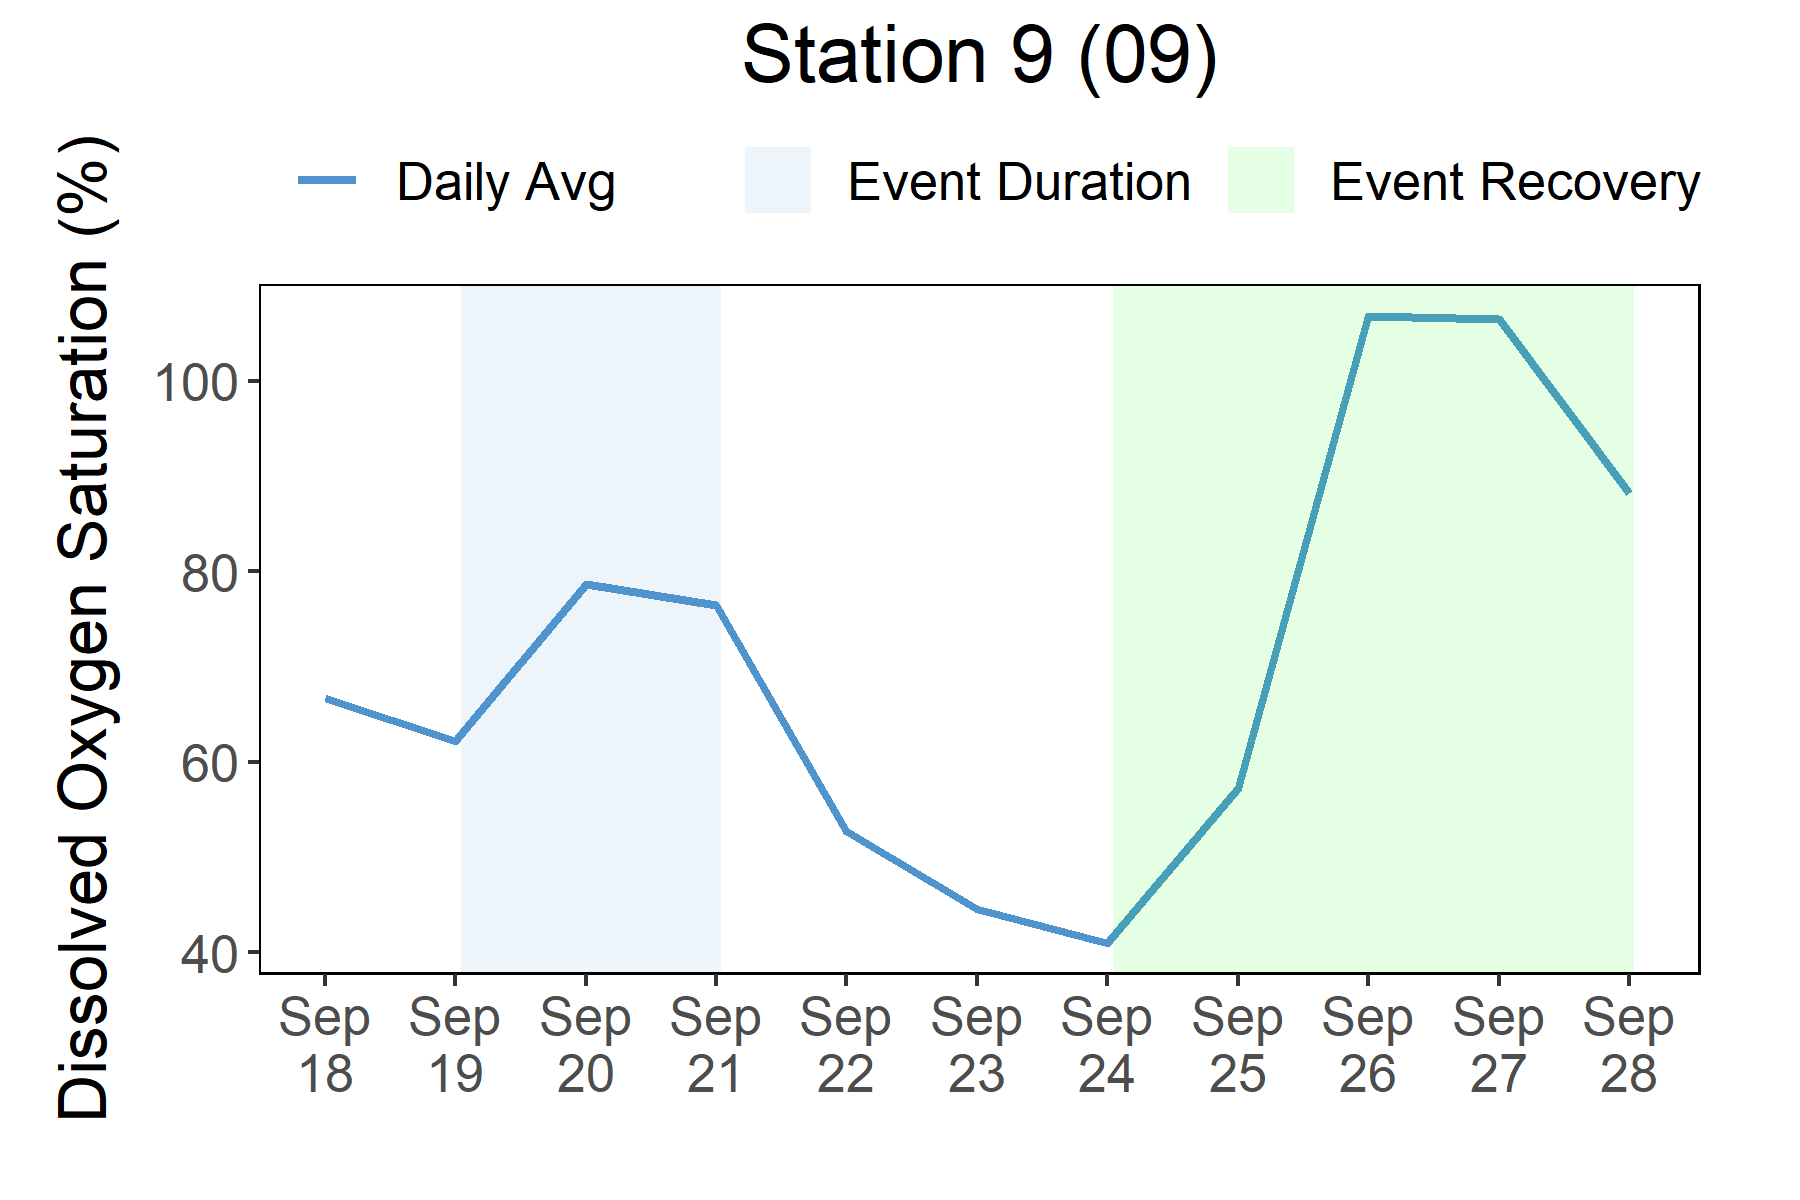 Station 9 (09)
Daily Avg
Event Duration
Event Recovery
Dissolved Oxygen Saturation (%)
100
80
60
40
Sep 18
Sep 19
Sep 20
Sep 21
Sep 22
Sep 23
Sep 24
Sep 25
Sep 26
Sep 27
Sep 28